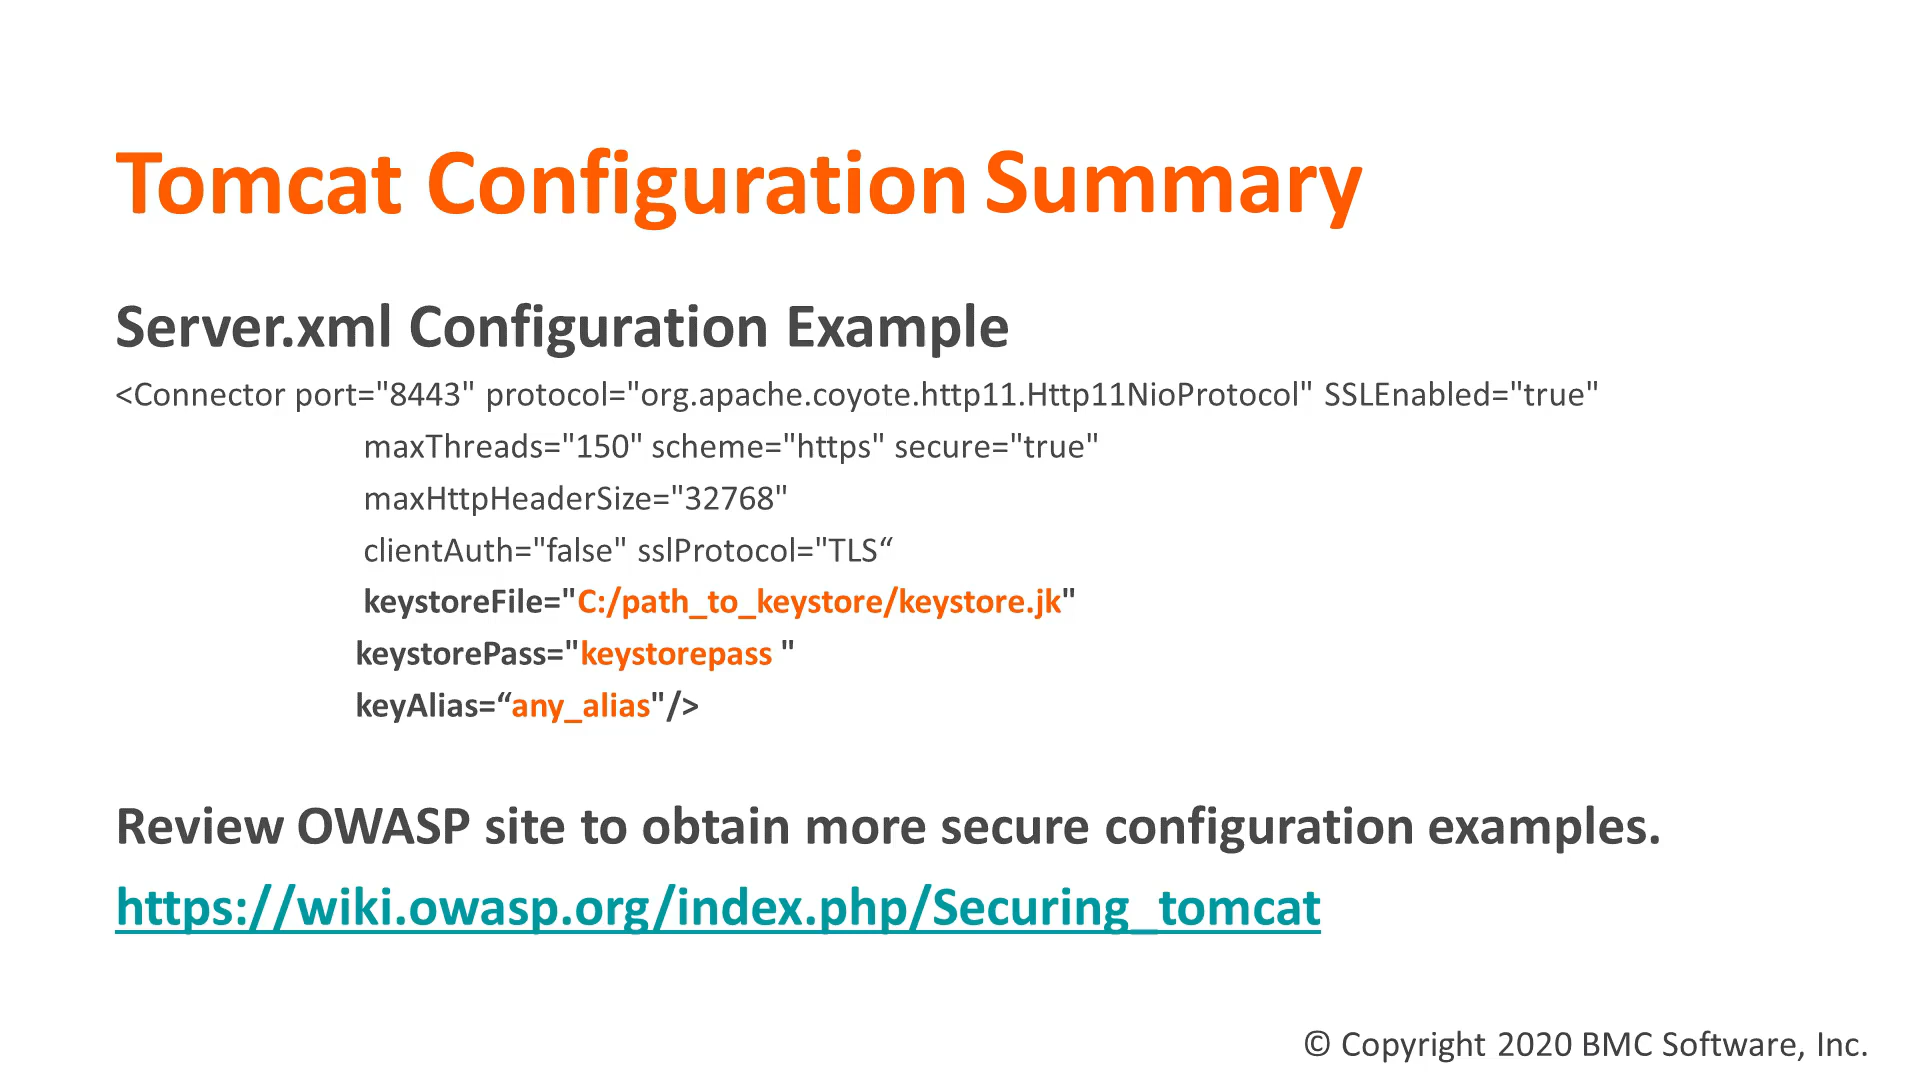 Tomcat Configuration Summary
Server.xml Configuration Example
<Connector port="8443" protocol="org.apache.coyote.http11.Http11NioProtocol" SSLEnabled="true"
maxThreads="150" scheme="https" secure="true"
maxHttpHeaderSize="32768"
clientAuth="false" sslProtocol="TLS“
keystoreFile="C:/path_to_keystore/keystore.jk"
keystorePass="keystorepass "
keyAlias=“any_alias"/>
Review OWASP site to obtain more secure configuration examples.
https://wiki.owasp.org/index.php/Securing_tomcat
© Copyright 2020 BMC Software, Inc.